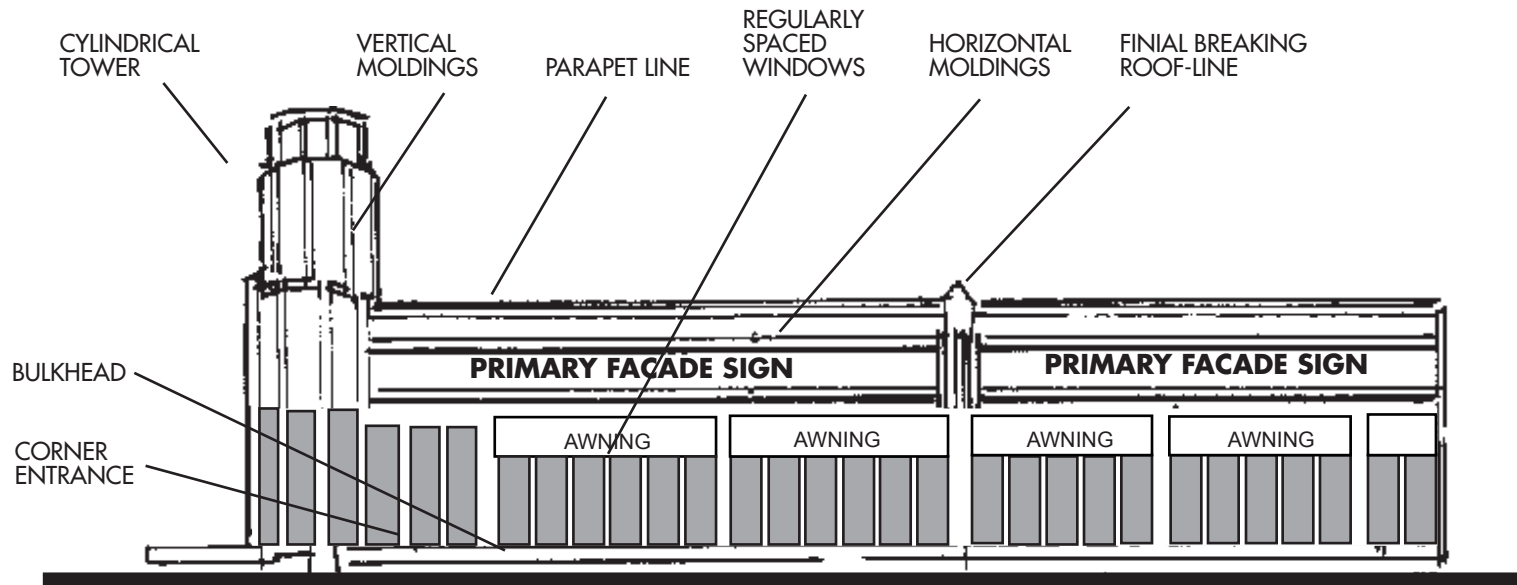 CYLINDRICAL
TOWER
VERTICAL
MOLDINGS
PARAPET LINE
REGULARLY
SPACED
WINDOWS
HORIZONTAL
MOLDINGS
FINIAL BREAKING
ROOF-LINE
PRIMARY FACADE SIGN
PRIMARY FACADE SIGN
BULKHEAD
CORNER
ENTRANCE
AWNING
AWNING
AWNING
AWNING